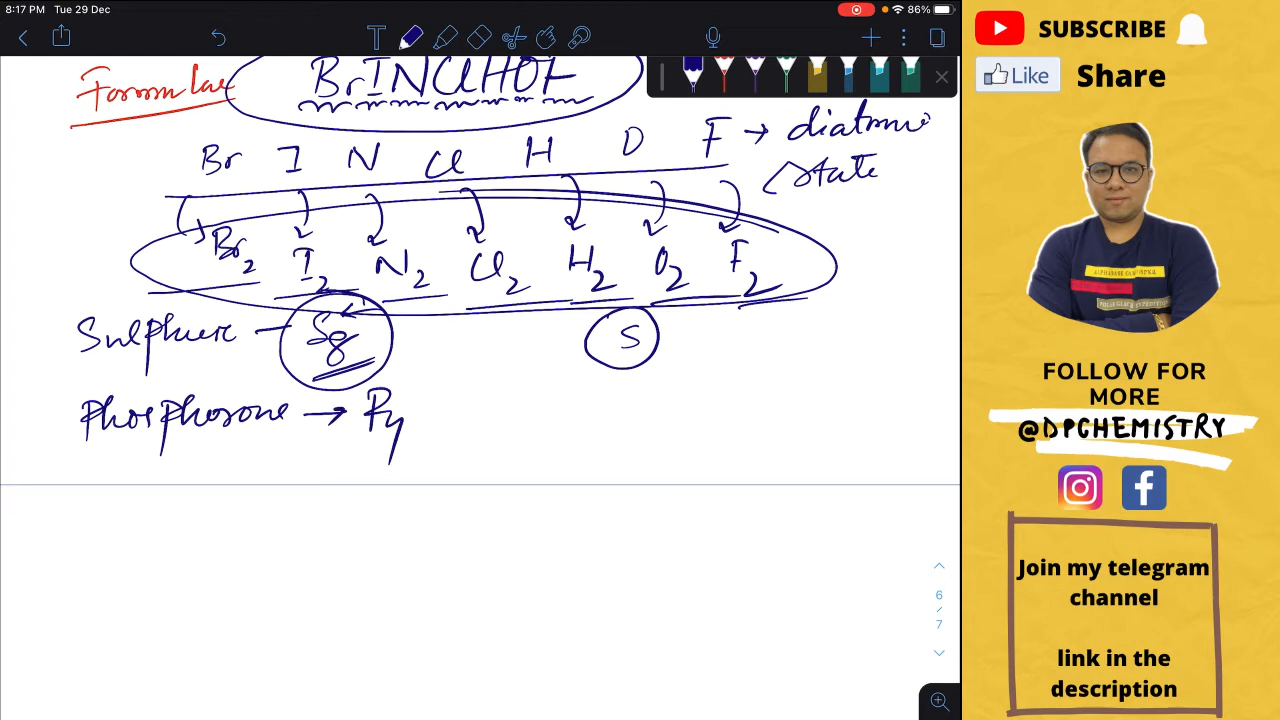 8:17 PM Tue 29 Dec
86%
Formulae
BrINClHOF
Br I N Cl H O F → diatomic
state
Br2 I2 N2 Cl2 H2 O2 F2
Sulphur - S8 S
Phosphorous → P4
6
/
7
SUBSCRIBE
Like Share
FOLLOW FOR
MORE
@DPCHEMISTRY
Join my telegram
channel
link in the
description